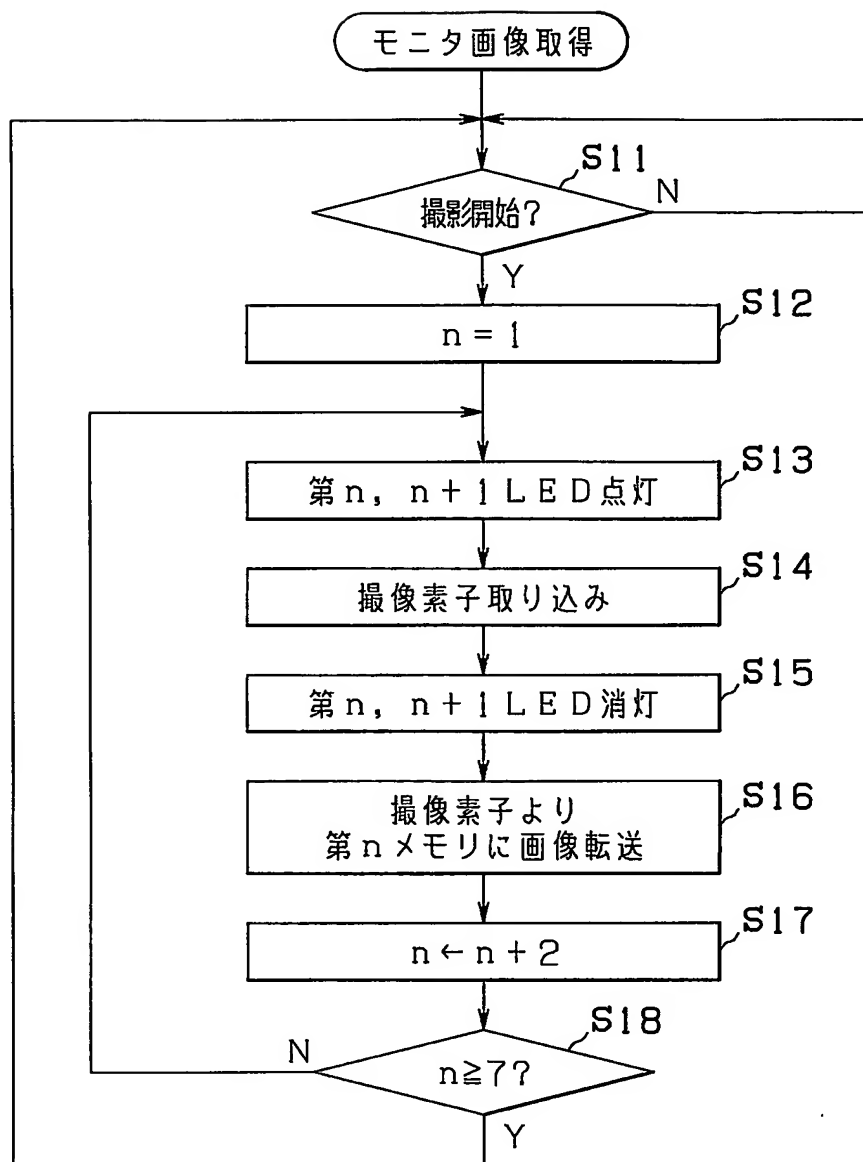 モニタ画像取得
S11
撮影開始?
N
Y
S12
n=1
S13
第n,n+1LED点灯
S14
撮像素子取り込み
S15
第n,n+1LED消灯
S16
撮像素子より
第nメモリに画像転送
S17
n←n+2
S18
N
n≧7?
Y